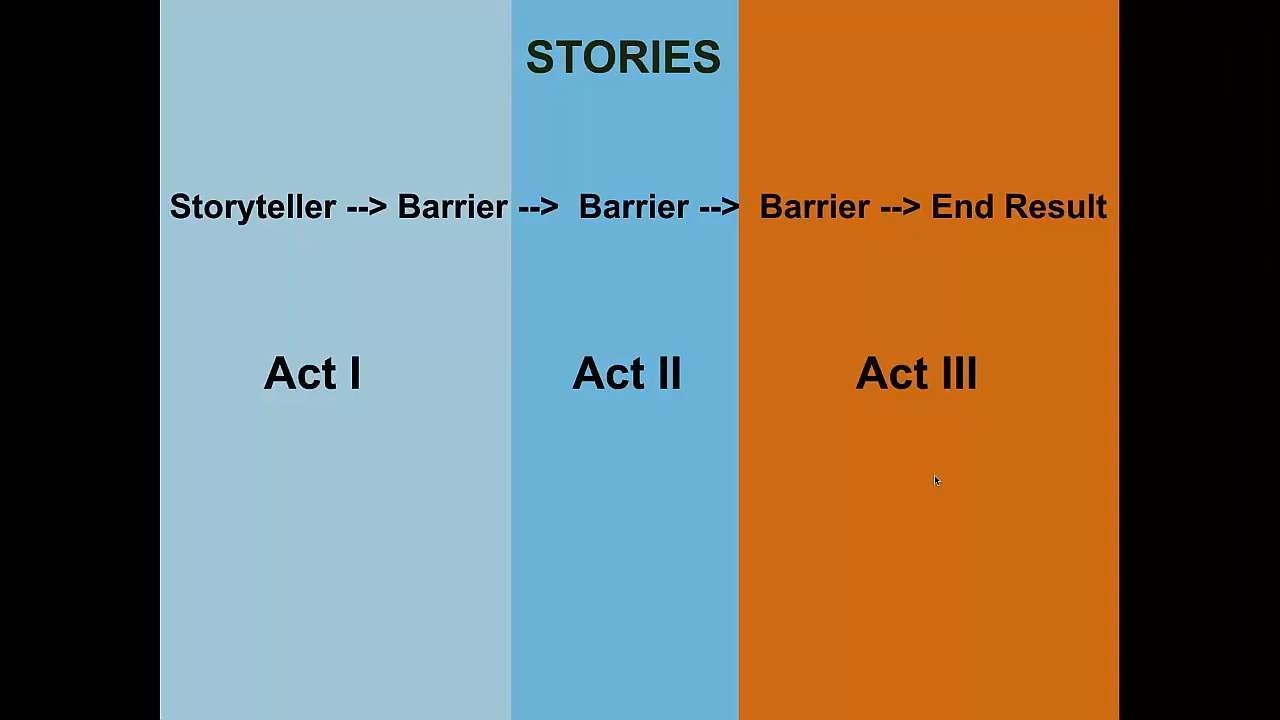 STORIES
Storyteller --> Barrier --> Barrier --> Barrier --> End Result
Act I Act II Act III